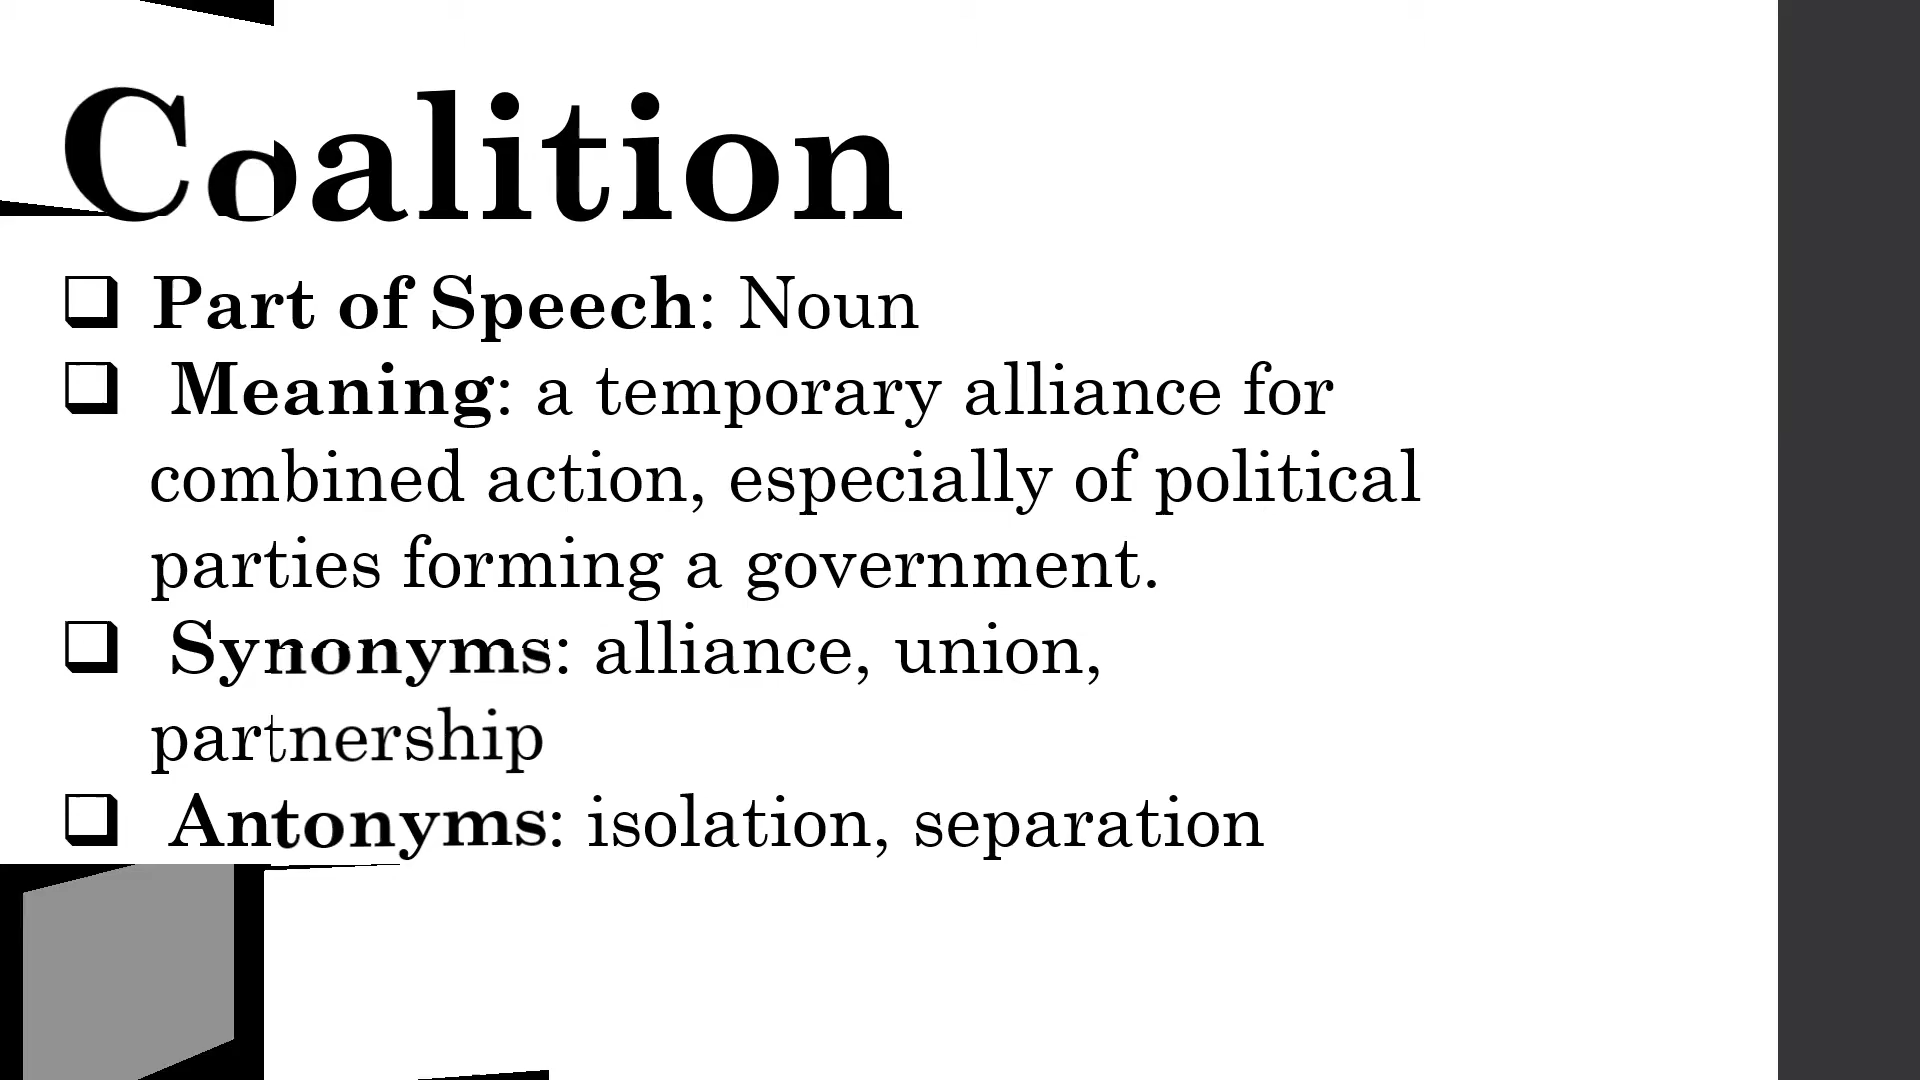 Coalition
❑ Part of Speech: Noun
❑ Meaning: a temporary alliance for
combined action, especially of political
parties forming a government.
❑ Synonyms: alliance, union,
partnership
❑ Antonyms: isolation, separation